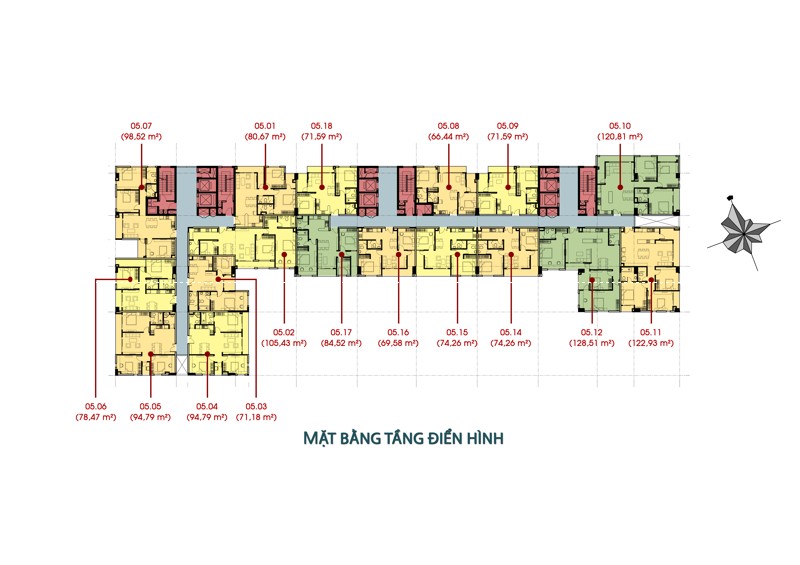 05.07
(98,52 m²)
05.01
(80,67 m²)
05.18
(71,59 m²)
05.08
(66,44 m²)
05.09
(71,59 m²)
05.10
(120,81 m²)
05.02
(105,43 m²)
05.17
(84,52 m²)
05.16
(69,58 m²)
05.15
(74,26 m²)
05.14
(74,26 m²)
05.12
(128,51 m²)
05.11
(122,93 m²)
05.06
(78,47 m²)
05.05
(94,79 m²)
05.04
(94,79 m²)
05.03
(71,18 m²)
MẶT BẰNG TẦNG ĐIỂN HÌNH